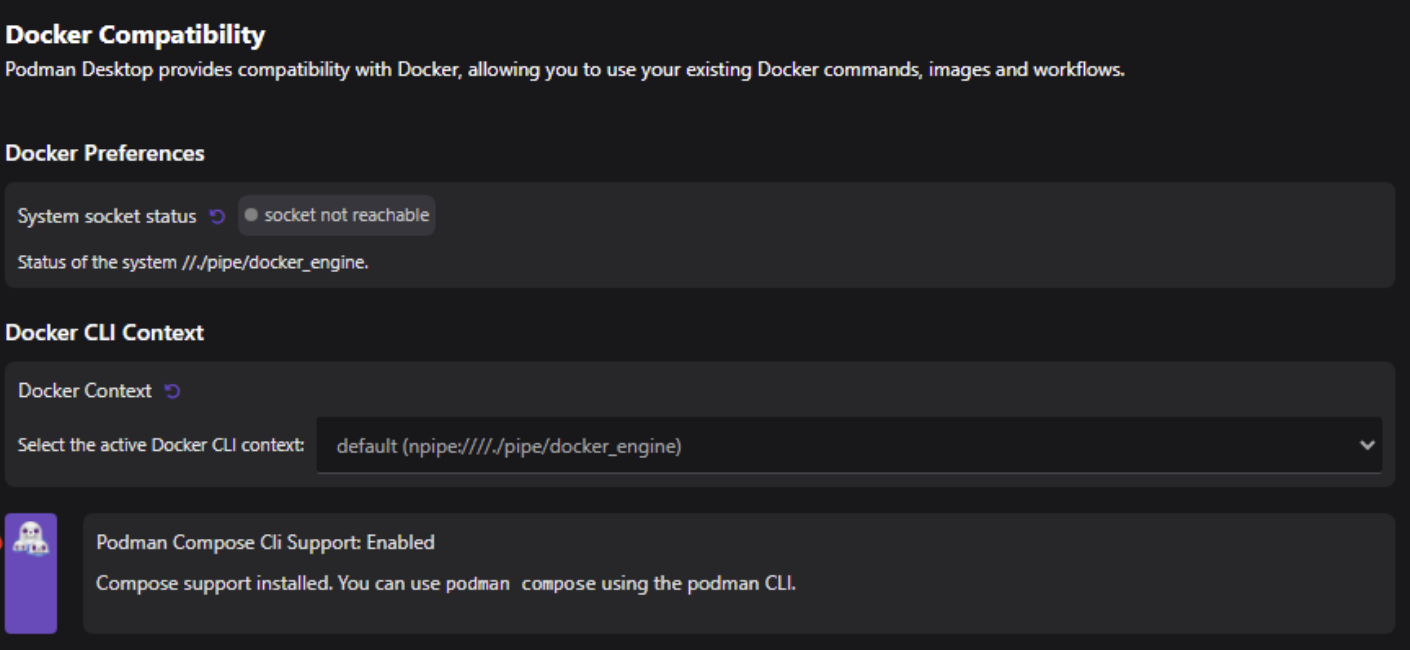 Docker Compatibility
Podman Desktop provides compatibility with Docker, allowing you to use your existing Docker commands, images and workflows.
Docker Preferences
System socket status socket not reachable
Status of the system //./pipe/docker_engine.
Docker CLI Context
Docker Context
Select the active Docker CLI context: default (npipe:////./pipe/docker_engine)
Podman Compose Cli Support: Enabled
Compose support installed. You can use podman compose using the podman CLI.